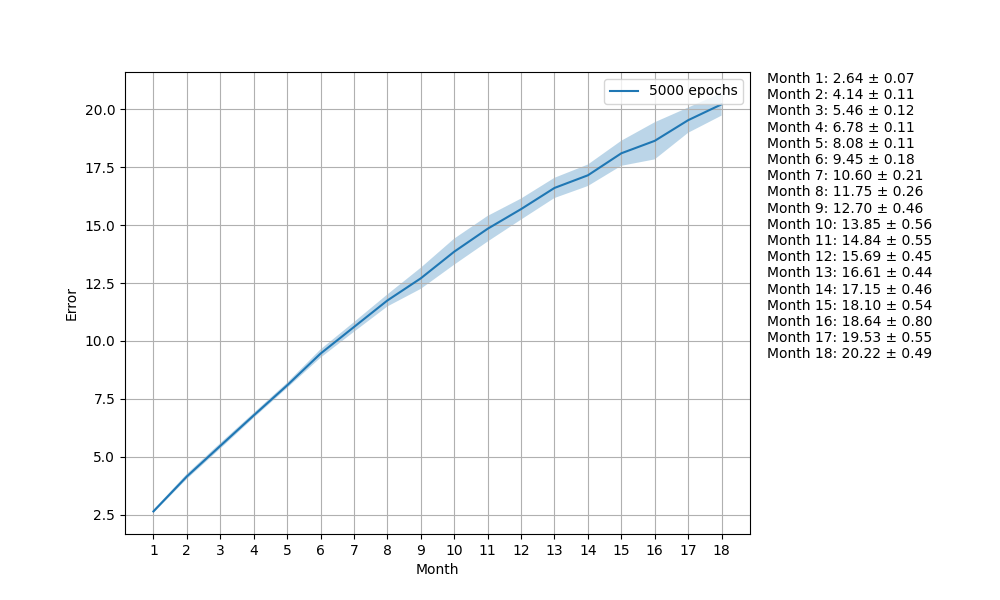 5000 epochs
20.0
17.5
15.0
12.5
10.0
7.5
5.0
2.5
Error
1 2 3 4 5 6 7 8 9 10 11 12 13 14 15 16 17 18
Month
Month 1: 2.64 ± 0.07
Month 2: 4.14 ± 0.11
Month 3: 5.46 ± 0.12
Month 4: 6.78 ± 0.11
Month 5: 8.08 ± 0.11
Month 6: 9.45 ± 0.18
Month 7: 10.60 ± 0.21
Month 8: 11.75 ± 0.26
Month 9: 12.70 ± 0.46
Month 10: 13.85 ± 0.56
Month 11: 14.84 ± 0.55
Month 12: 15.69 ± 0.45
Month 13: 16.61 ± 0.44
Month 14: 17.15 ± 0.46
Month 15: 18.10 ± 0.54
Month 16: 18.64 ± 0.80
Month 17: 19.53 ± 0.55
Month 18: 20.22 ± 0.49